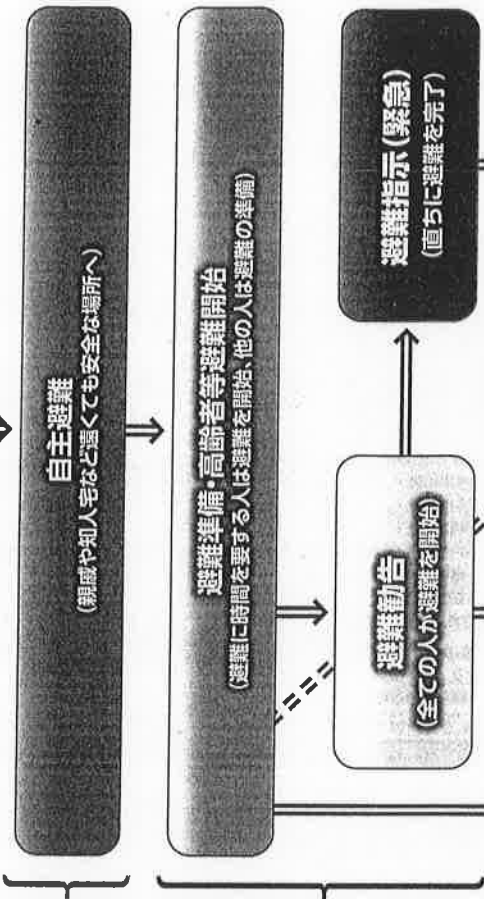 自主避難
(親戚や知人宅など遠くても安全な場所へ)
避難準備・高齢者等避難開始
(避難に時間を要する人は避難を開始、他の人は避難の準備)
避難勧告
(全ての人が避難を開始)
避難指示(緊急)
(直ちに避難を完了)